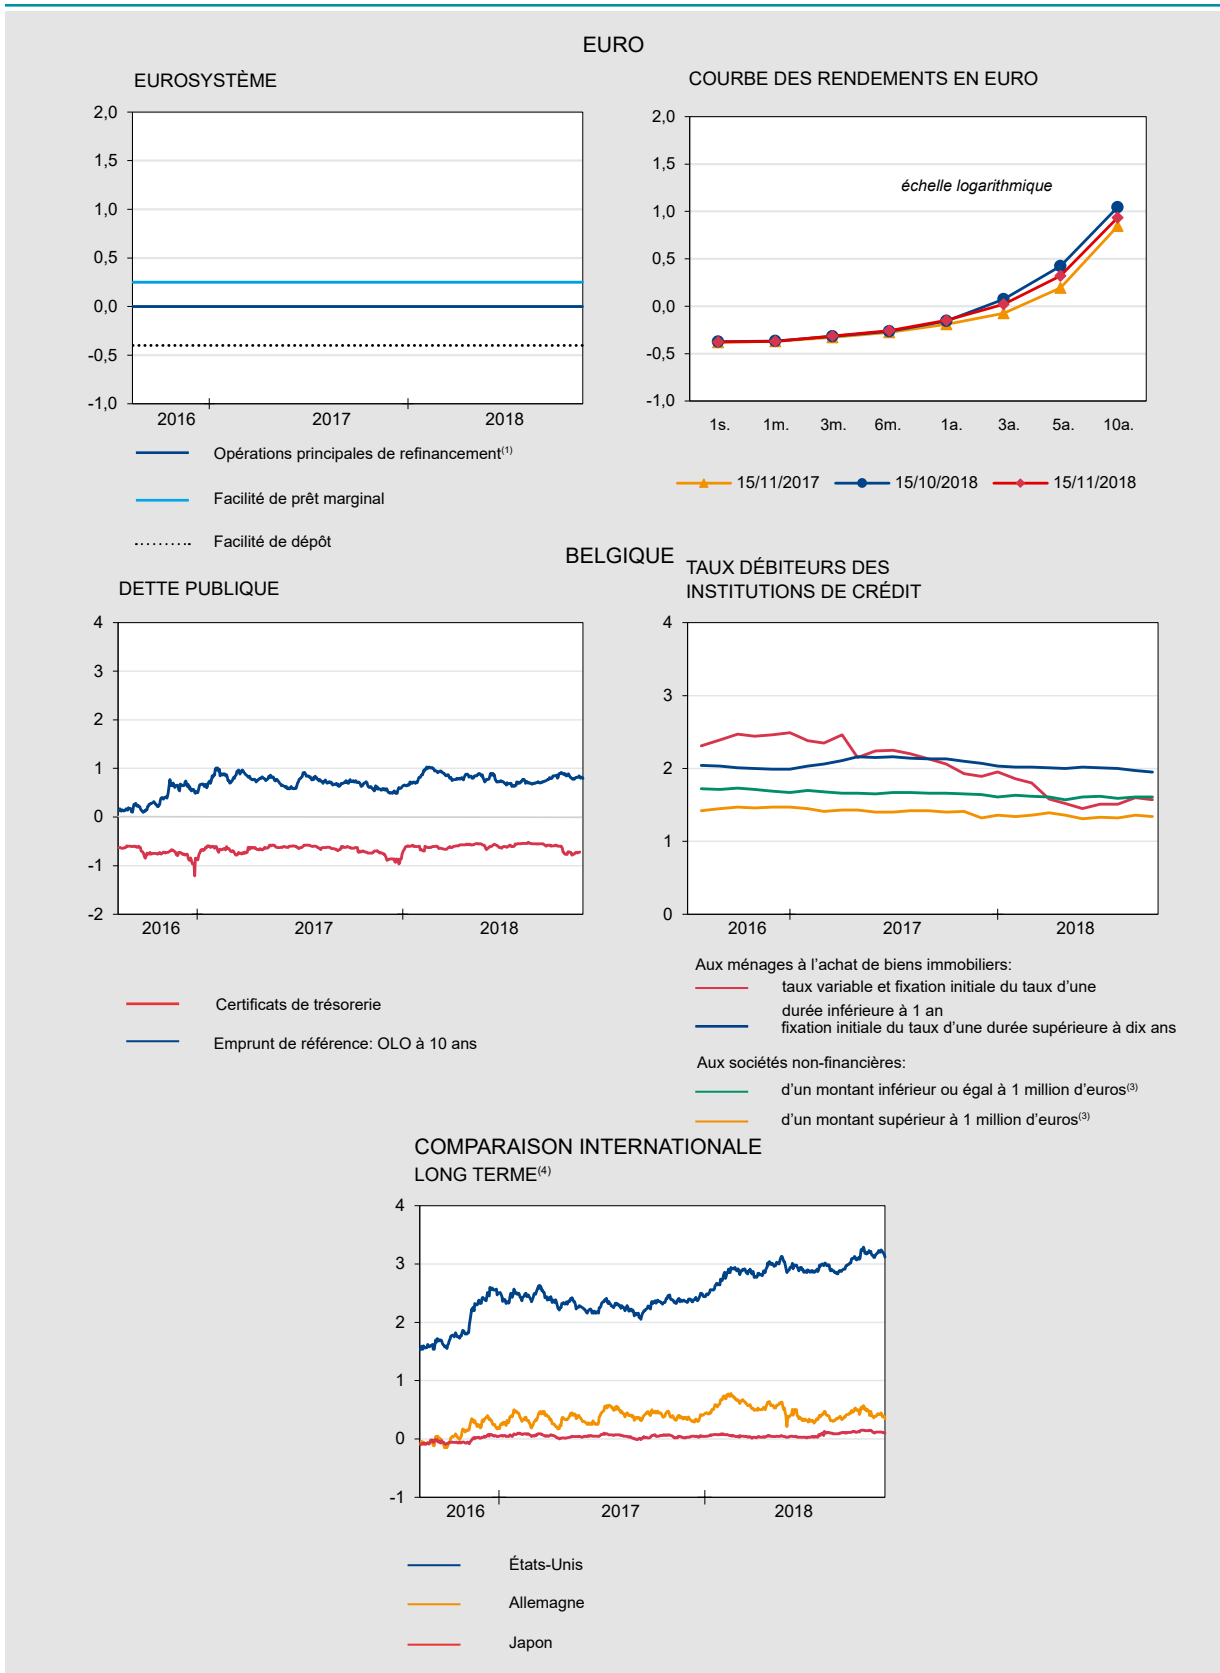 EURO
EUROSYSTÈME
2,0
1,5
1,0
0,5
0,0
-0,5
-1,0
2016 2017 2018
Opérations principales de refinancement(1)
Facilité de prêt marginal
Facilité de dépôt
COURBE DES RENDEMENTS EN EURO
2,0
1,5
1,0
0,5
0,0
-0,5
-1,0
échelle logarithmique
1s. 1m. 3m. 6m. 1a. 3a. 5a. 10a.
15/11/2017 15/10/2018 15/11/2018
BELGIQUE
DETTE PUBLIQUE
4
3
2
1
0
-1
-2
2016 2017 2018
Certificats de trésorerie
Emprunt de référence: OLO à 10 ans
TAUX DÉBITEURS DES
INSTITUTIONS DE CRÉDIT
4
3
2
1
0
2016 2017 2018
Aux ménages à l’achat de biens immobiliers:
taux variable et fixation initiale du taux d’une
durée inférieure à 1 an
fixation initiale du taux d’une durée supérieure à dix ans
Aux sociétés non-financières:
d’un montant inférieur ou égal à 1 million d’euros(3)
d’un montant supérieur à 1 million d’euros(3)
COMPARAISON INTERNATIONALE
LONG TERME(4)
4
3
2
1
0
-1
2016 2017 2018
États-Unis
Allemagne
Japon